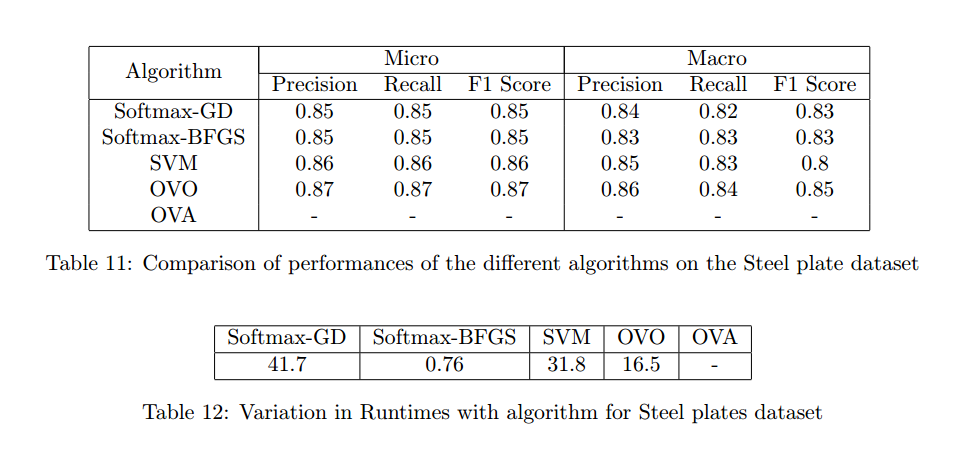 Algorithm Micro Macro
Precision Recall F1 Score Precision Recall F1 Score
Softmax-GD 0.85 0.85 0.85 0.84 0.82 0.83
Softmax-BFGS 0.85 0.85 0.85 0.83 0.83 0.83
SVM 0.86 0.86 0.86 0.85 0.83 0.8
OVO 0.87 0.87 0.87 0.86 0.84 0.85
OVA - - - - - -
Table 11: Comparison of performances of the different algorithms on the Steel plate dataset
Softmax-GD Softmax-BFGS SVM OVO OVA
41.7 0.76 31.8 16.5 -
Table 12: Variation in Runtimes with algorithm for Steel plates dataset